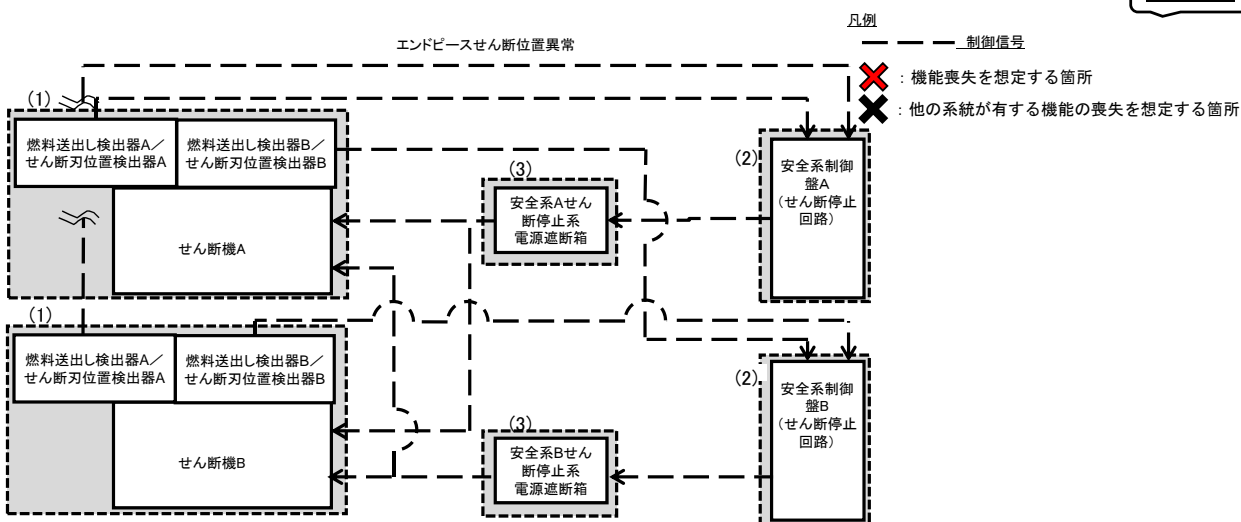 凡例
制御信号
エンドピースせん断位置異常
：機能喪失を想定する箇所
：他の系統が有する機能の喪失を想定する箇所
(1)
燃料送出し検出器A／
せん断刃位置検出器A
燃料送出し検出器B／
せん断刃位置検出器B
せん断機A
(3)
安全系Aせん
断停止系
電源遮断箱
(2)
安全系制御
盤A
（せん断停止
回路）
(1)
燃料送出し検出器A／
せん断刃位置検出器A
燃料送出し検出器B／
せん断刃位置検出器B
せん断機B
(3)
安全系Bせん
断停止系
電源遮断箱
(2)
安全系制御
盤B
（せん断停止
回路）